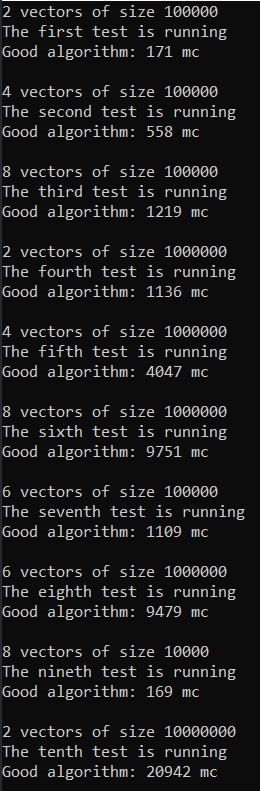 2 vectors of size 100000
The first test is running
Good algorithm: 171 mc
4 vectors of size 100000
The second test is running
Good algorithm: 558 mc
8 vectors of size 100000
The third test is running
Good algorithm: 1219 mc
2 vectors of size 1000000
The fourth test is running
Good algorithm: 1136 mc
4 vectors of size 1000000
The fifth test is running
Good algorithm: 4047 mc
8 vectors of size 1000000
The sixth test is running
Good algorithm: 9751 mc
6 vectors of size 100000
The seventh test is running
Good algorithm: 1109 mc
6 vectors of size 1000000
The eighth test is running
Good algorithm: 9479 mc
8 vectors of size 10000
The nineth test is running
Good algorithm: 169 mc
2 vectors of size 10000000
The tenth test is running
Good algorithm: 20942 mc